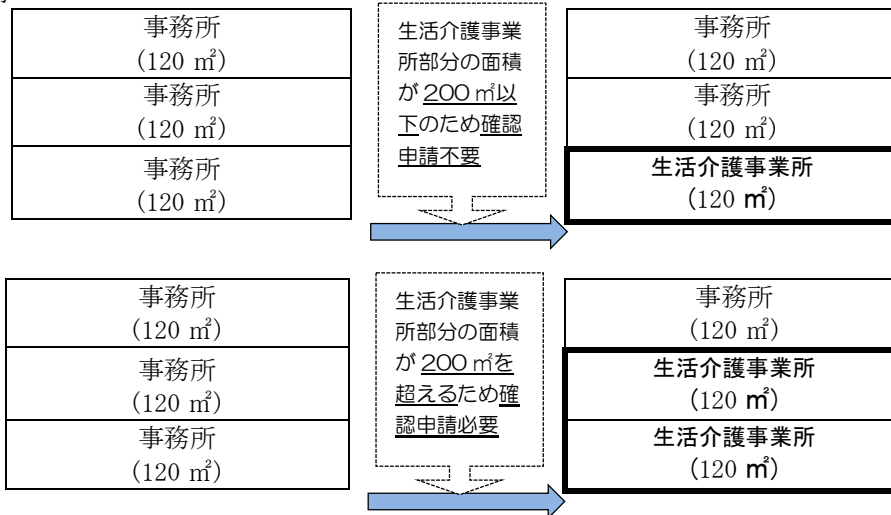 事務所
(120 ㎡)
事務所
(120 ㎡)
事務所
(120 ㎡)
生活介護事業
所部分の面積
が 200 ㎡以
下のため確認
申請不要
事務所
(120 ㎡)
事務所
(120 ㎡)
生活介護事業所
(120 ㎡)
事務所
(120 ㎡)
事務所
(120 ㎡)
事務所
(120 ㎡)
生活介護事業
所部分の面積
が 200 ㎡を
超えるため確
認申請必要
事務所
(120 ㎡)
生活介護事業所
(120 ㎡)
生活介護事業所
(120 ㎡)